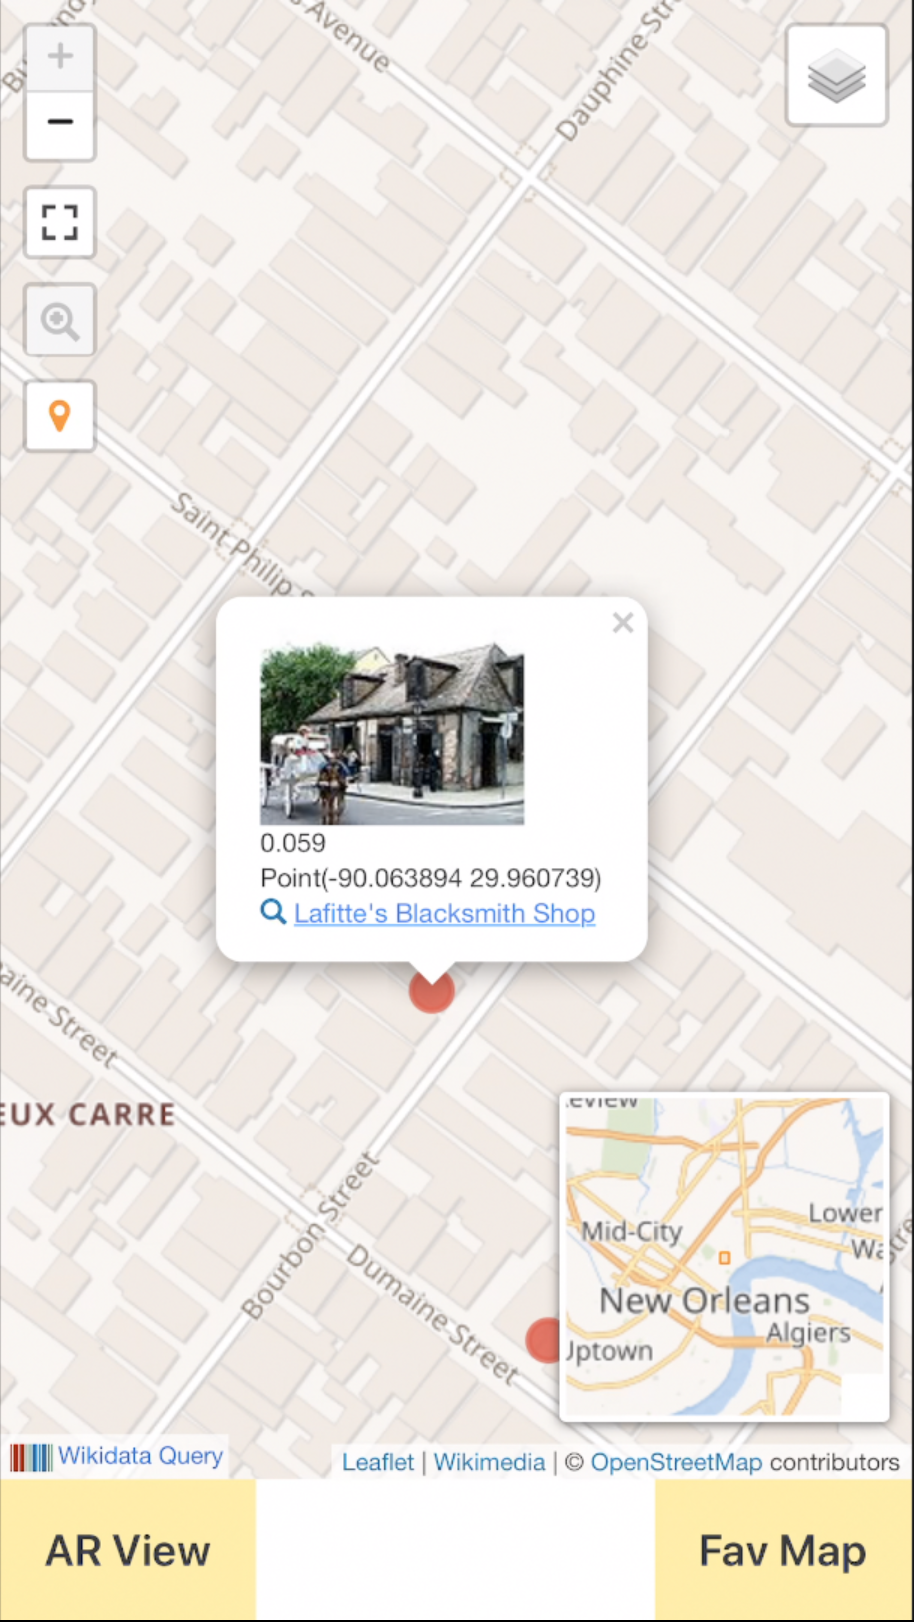 s Avenue
Dauphine Str
+
−
Saint Philip S
×
0.059
Point(-90.063894 29.960739)
Lafitte's Blacksmith Shop
aine Street
EUX CARRE
Bourbon Street
Dumaine Street
Mid-City
Lower
Wa
New Orleans
Algiers
Uptown
Wikidata Query
Leaflet | Wikimedia | © OpenStreetMap contributors
AR View
Fav Map